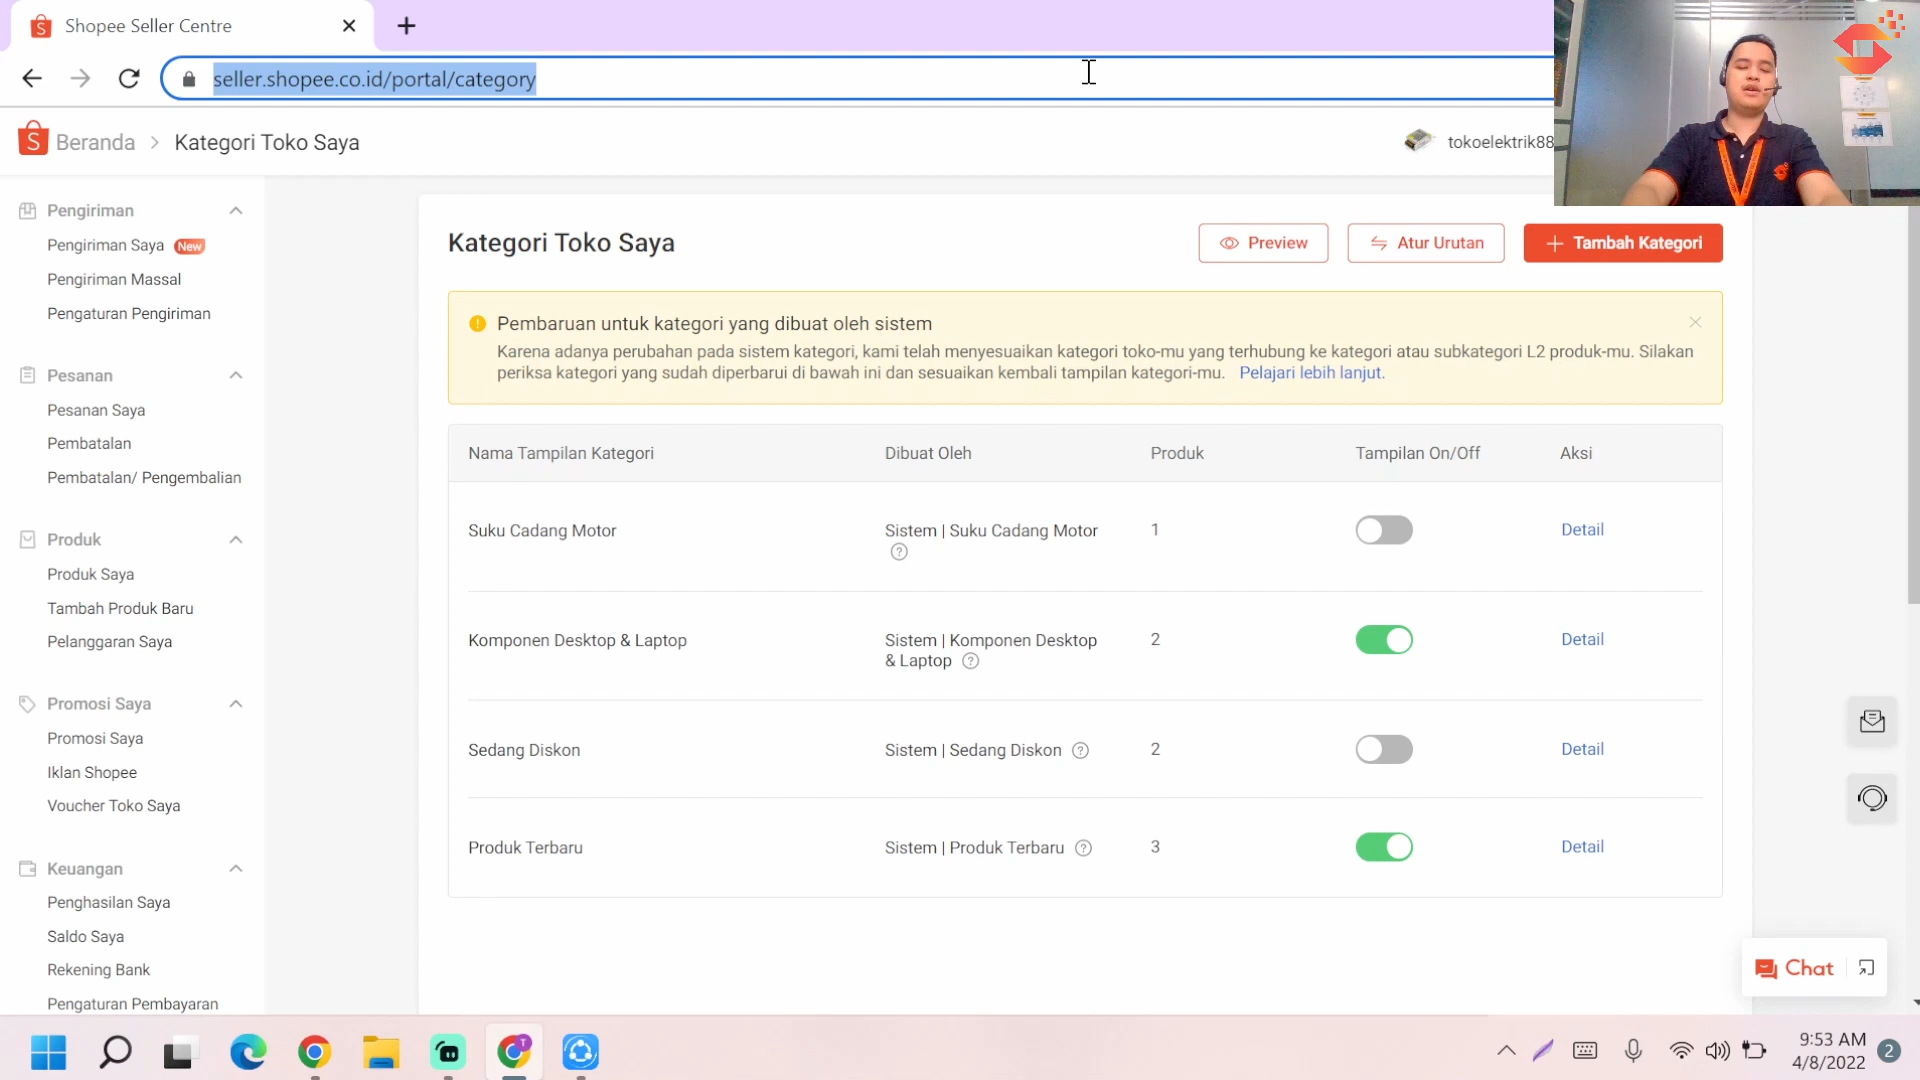 Shopee Seller Centre
seller.shopee.co.id/portal/category
Beranda > Kategori Toko Saya
tokoelektrik88
Pengiriman
Pengiriman Saya New
Pengiriman Massal
Pengaturan Pengiriman
Pesanan
Pesanan Saya
Pembatalan
Pembatalan/ Pengembalian
Produk
Produk Saya
Tambah Produk Baru
Pelanggaran Saya
Promosi Saya
Promosi Saya
Iklan Shopee
Voucher Toko Saya
Keuangan
Penghasilan Saya
Saldo Saya
Rekening Bank
Pengaturan Pembayaran
Kategori Toko Saya
Preview
Atur Urutan
+ Tambah Kategori
Pembaruan untuk kategori yang dibuat oleh sistem
Karena adanya perubahan pada sistem kategori, kami telah menyesuaikan kategori toko-mu yang terhubung ke kategori atau subkategori L2 produk-mu. Silakan
periksa kategori yang sudah diperbarui di bawah ini dan sesuaikan kembali tampilan kategori-mu. Pelajari lebih lanjut.
Nama Tampilan Kategori Dibuat Oleh Produk Tampilan On/Off Aksi
Suku Cadang Motor Sistem | Suku Cadang Motor 1 Detail
Komponen Desktop & Laptop Sistem | Komponen Desktop 2 Detail
& Laptop
Sedang Diskon Sistem | Sedang Diskon 2 Detail
Produk Terbaru Sistem | Produk Terbaru 3 Detail
Chat
9:53 AM
4/8/2022
2